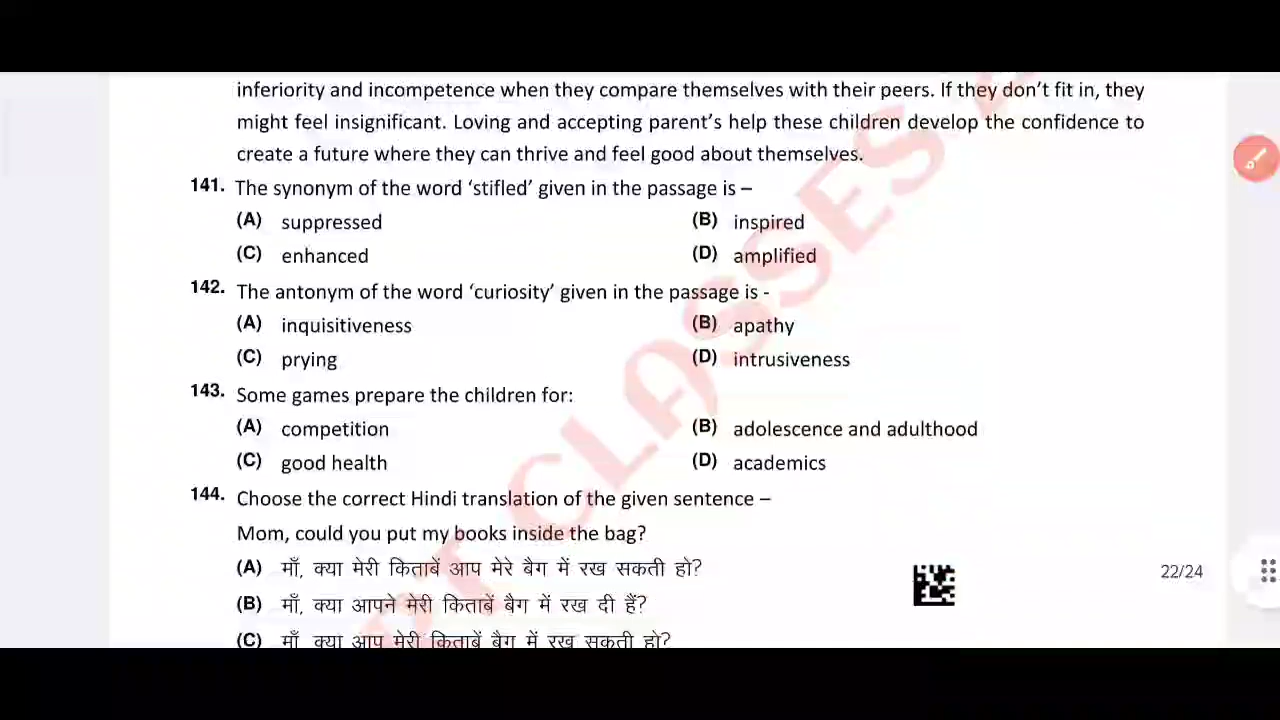 inferiority and incompetence when they compare themselves with their peers. If they don't fit in, they
might feel insignificant. Loving and accepting parent's help these children develop the confidence to
create a future where they can thrive and feel good about themselves.
141. The synonym of the word 'stifled' given in the passage is –
(A) suppressed (B) inspired
(C) enhanced (D) amplified
142. The antonym of the word 'curiosity' given in the passage is -
(A) inquisitiveness (B) apathy
(C) prying (D) intrusiveness
143. Some games prepare the children for:
(A) competition (B) adolescence and adulthood
(C) good health (D) academics
144. Choose the correct Hindi translation of the given sentence –
Mom, could you put my books inside the bag?
(A) माँ, क्या मेरी किताबें आप मेरे बैग में रख सकती हो?
22/24
(B) माँ, क्या आपने मेरी किताबें बैग में रख दी हैं?
(C) माँ क्या आप मेरी किताबें बैग में रख सकती हो?
CLASSES